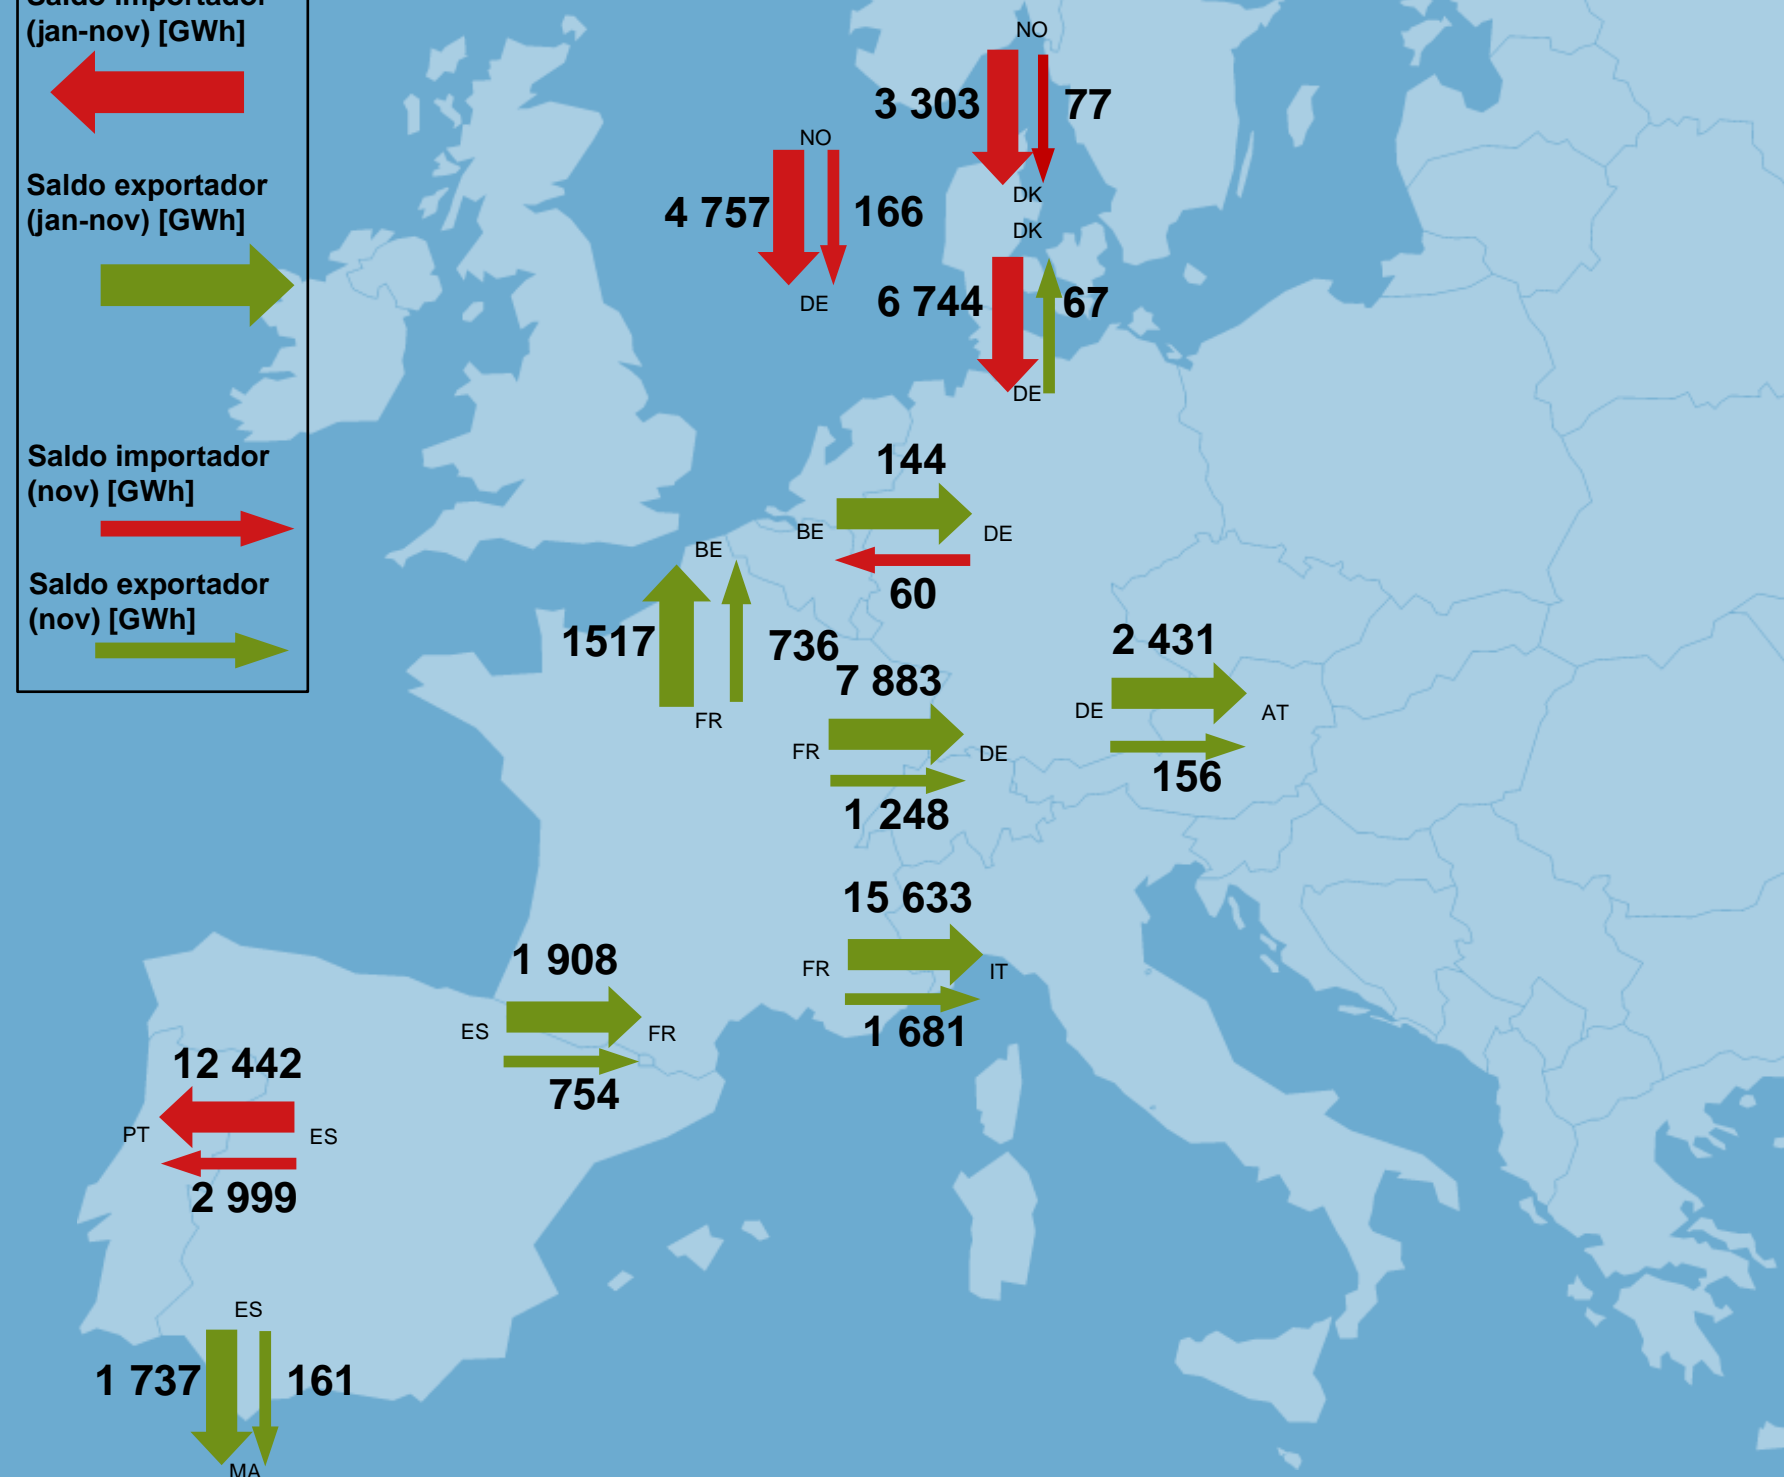 Saldo importador
(jan-nov) [GWh]
Saldo exportador
(jan-nov) [GWh]
Saldo importador
(nov) [GWh]
Saldo exportador
(nov) [GWh]
NO
3 303
77
DK
NO
4 757
166
DE
DK
6 744
67
DE
144
BE
DE
60
BE
1517
736
FR
7 883
FR
DE
1 248
2 431
DE
AT
156
15 633
FR
IT
1 681
1 908
ES
FR
754
12 442
PT
ES
2 999
ES
1 737
161
MA